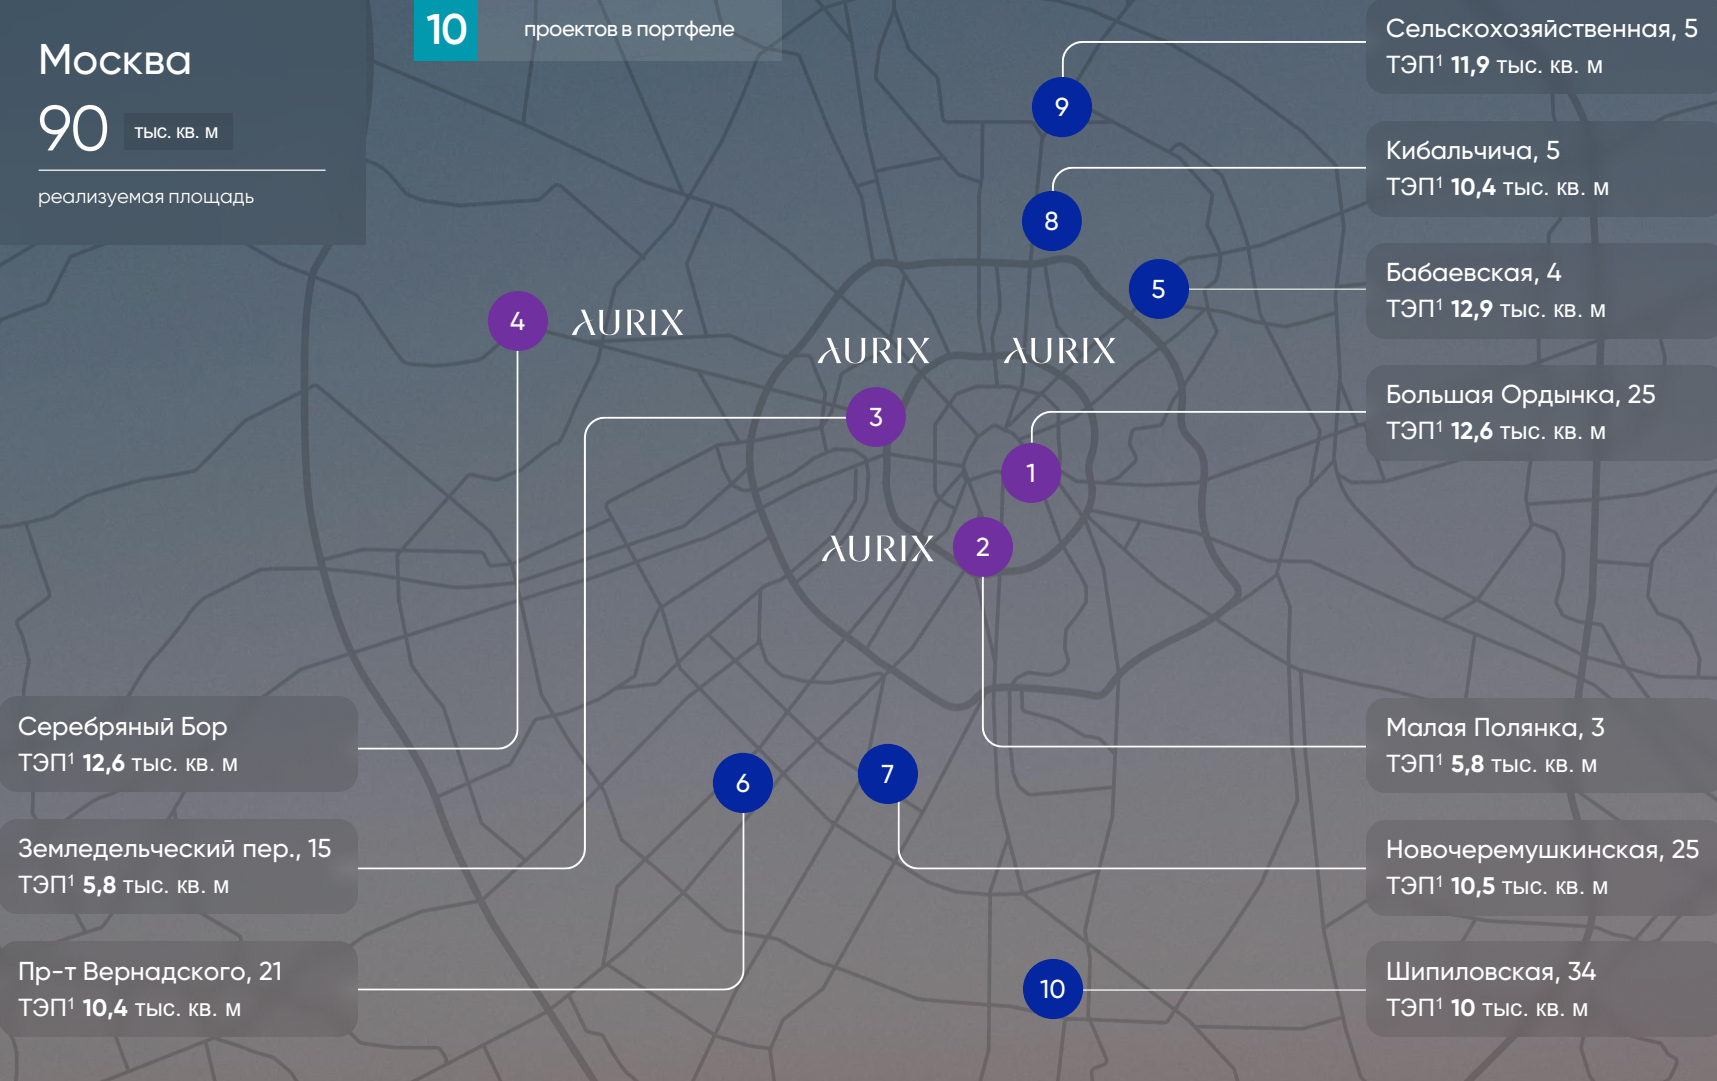 Москва
90 тыс. кв. м
реализуемая площадь
10 проектов в портфеле
Сельскохозяйственная, 5
ТЭП¹ 11,9 тыс. кв. м
9
Кибальчича, 5
ТЭП¹ 10,4 тыс. кв. м
8
Бабаевская, 4
ТЭП¹ 12,9 тыс. кв. м
5
4 AURIX
AURIX
AURIX
Большая Ордынка, 25
ТЭП¹ 12,6 тыс. кв. м
3
1
AURIX 2
Серебряный Бор
ТЭП¹ 12,6 тыс. кв. м
Малая Полянка, 3
ТЭП¹ 5,8 тыс. кв. м
6
7
Земледельческий пер., 15
ТЭП¹ 5,8 тыс. кв. м
Новочеремушкинская, 25
ТЭП¹ 10,5 тыс. кв. м
Пр-т Вернадского, 21
ТЭП¹ 10,4 тыс. кв. м
10
Шипиловская, 34
ТЭП¹ 10 тыс. кв. м